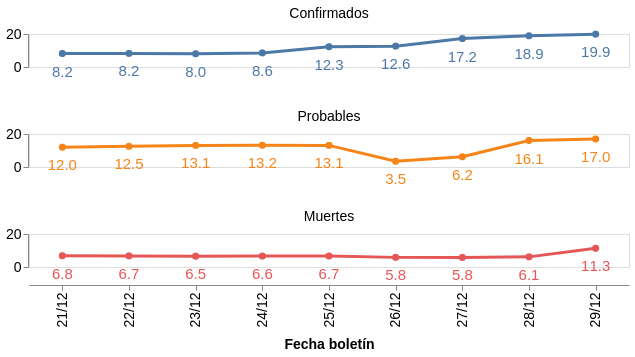 Confirmados
20
0
8.2 8.2 8.0 8.6 12.3 12.6 17.2 18.9 19.9
Probables
20
0
12.0 12.5 13.1 13.2 13.1 3.5 6.2 16.1 17.0
Muertes
20
0
6.8 6.7 6.5 6.6 6.7 5.8 5.8 6.1 11.3
21/12 22/12 23/12 24/12 25/12 26/12 27/12 28/12 29/12
Fecha boletín